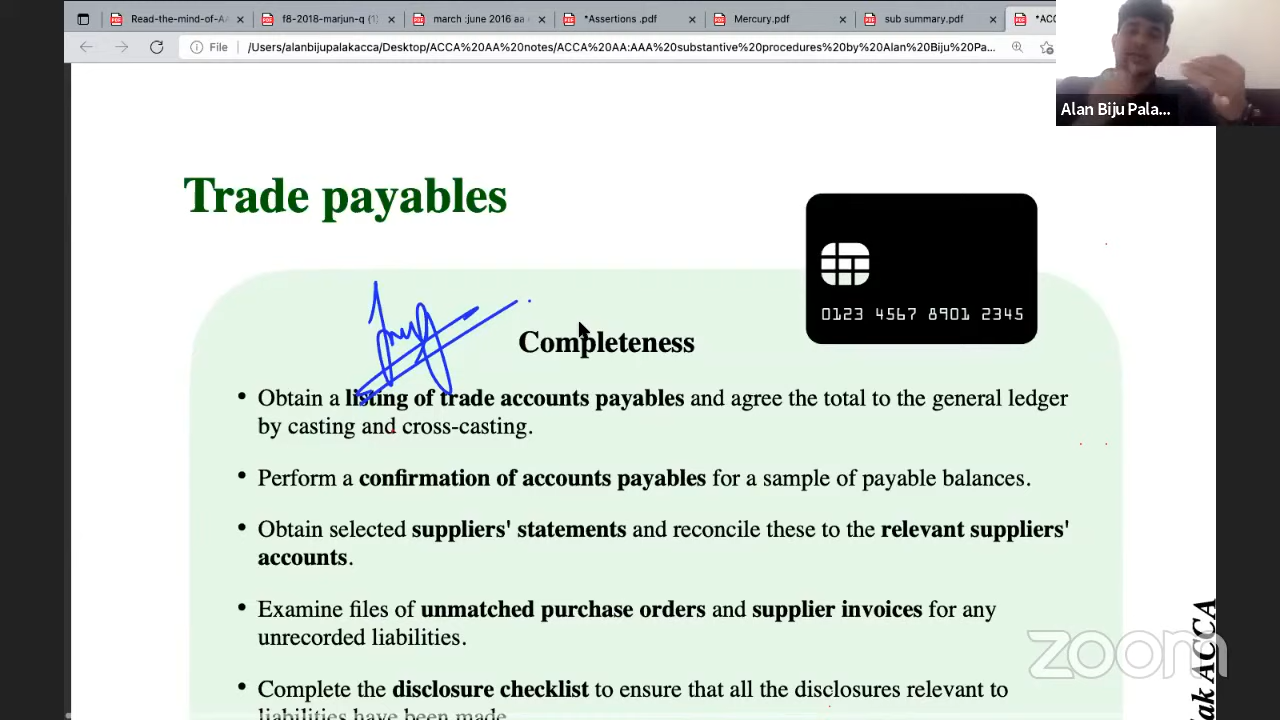 Read-the-mind-of-A
f8-2018-marjun-q (1)
march :june 2016 aa
*Assertions .pdf
Mercury.pdf
sub summary.pdf
*ACC
File
/Users/alanbijupalakacca/Desktop/ACCA%20AA%20notes/ACCA%20AA:AAA%20substantive%20procedures%20by%20Alan%20Biju%20Pa...
Alan Biju Pala...
Trade payables
0123 4567 8901 2345
Completeness
• Obtain a listing of trade accounts payables and agree the total to the general ledger
by casting and cross-casting.
• Perform a confirmation of accounts payables for a sample of payable balances.
• Obtain selected suppliers' statements and reconcile these to the relevant suppliers'
accounts.
• Examine files of unmatched purchase orders and supplier invoices for any
unrecorded liabilities.
• Complete the disclosure checklist to ensure that all the disclosures relevant to
liabilities have been made
zoom
ak ACCA